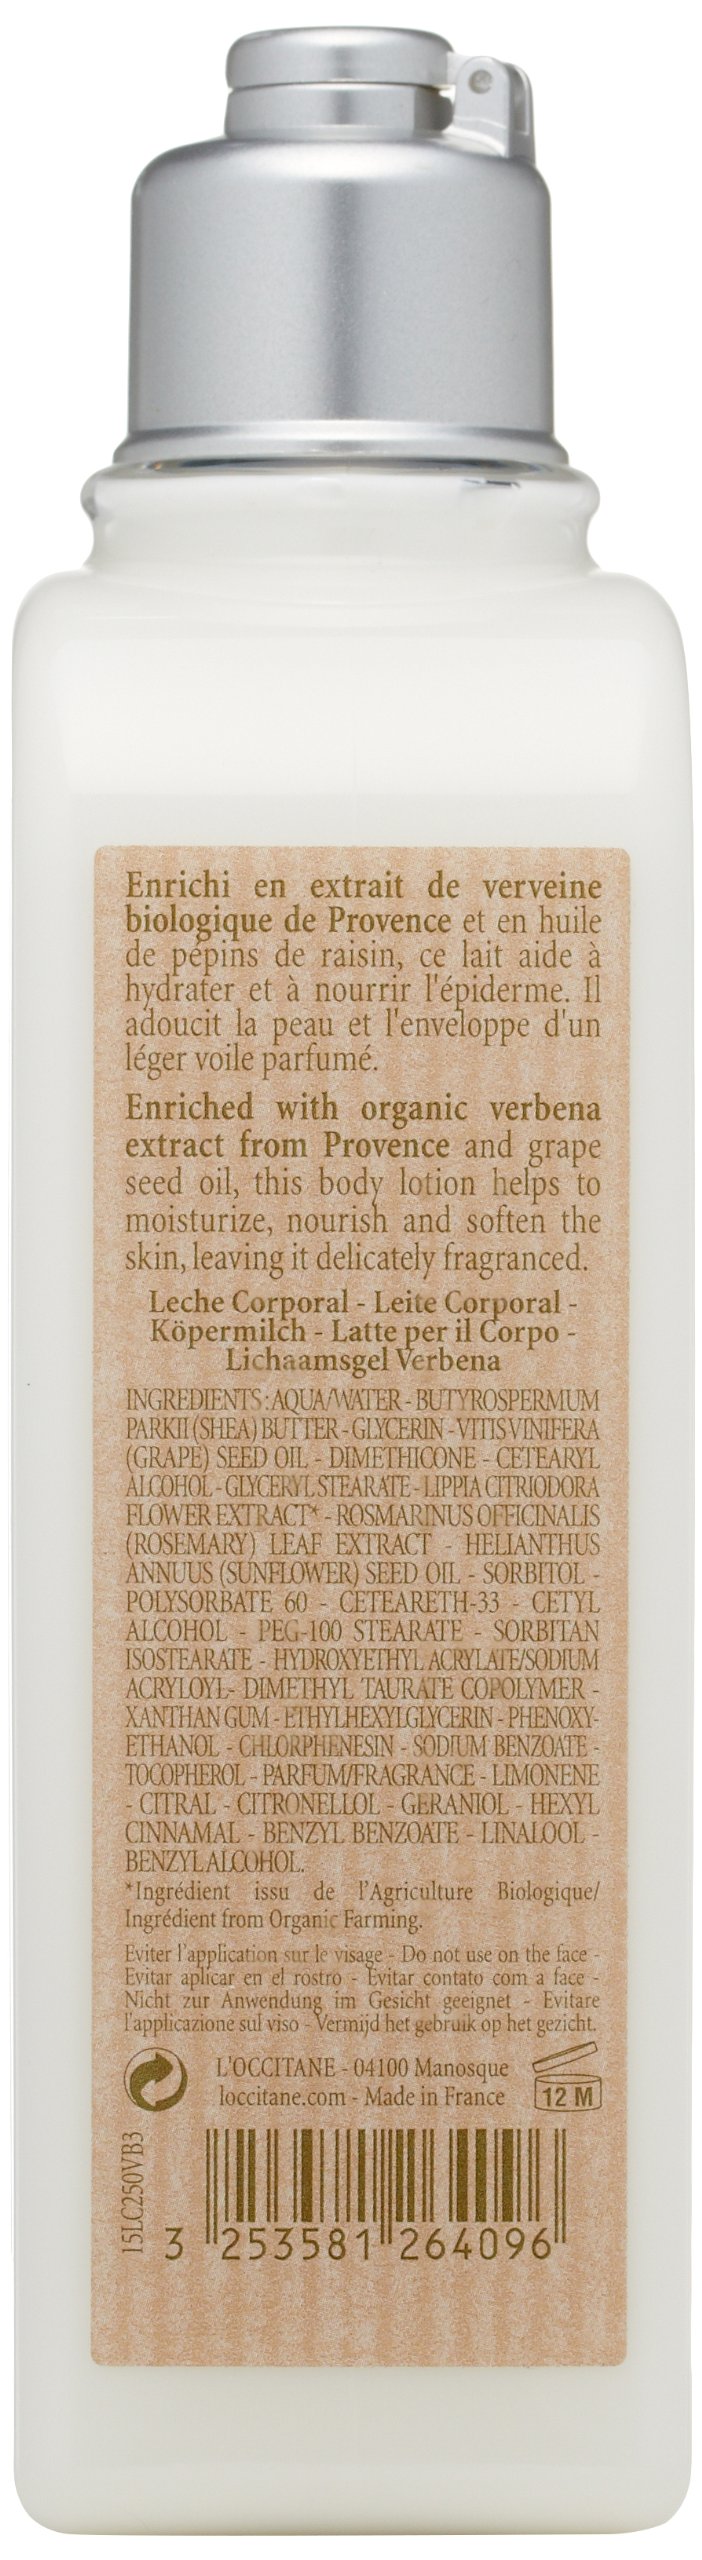 Enrichi en extrait de verveine
biologique de Provence et en huile
de pépins de raisin, ce lait aide à
hydrater et à nourrir l'épiderme. Il
adoucit la peau et l'enveloppe d'un
léger voile parfumé.
Enriched with organic verbena
extract from Provence and grape
seed oil, this body lotion helps to
moisturize, nourish and soften the
skin, leaving it delicately fragranced.
Leche Corporal - Leite Corporal -
Köpermilch - Latte per il Corpo -
Lichaamsgel Verbena
INGREDIENTS : AQUA/WATER - BUTYROSPERMUM
PARKII (SHEA) BUTTER - GLYCERIN - VITIS VINIFERA
(GRAPE) SEED OIL - DIMETHICONE - CETEARYL
ALCOHOL - GLYCERYL STEARATE - LIPPIA CITRIODORA
FLOWER EXTRACT* - ROSMARINUS OFFICINALIS
(ROSEMARY) LEAF EXTRACT - HELIANTHUS
ANNUUS (SUNFLOWER) SEED OIL - SORBITOL -
POLYSORBATE 60 - CETEARETH-33 - CETYL
ALCOHOL - PEG-100 STEARATE - SORBITAN
ISOSTEARATE - HYDROXYETHYL ACRYLATE/SODIUM
ACRYLOYL- DIMETHYL TAURATE COPOLYMER -
XANTHAN GUM - ETHYLHEXYLGLYCERIN - PHENOXY-
ETHANOL - CHLORPHENESIN - SODIUM BENZOATE -
TOCOPHEROL - PARFUM/FRAGRANCE - LIMONENE
- CITRAL - CITRONELLOL - GERANIOL - HEXYL
CINNAMAL - BENZYL BENZOATE - LINALOOL -
BENZYL ALCOHOL.
*Ingrédient issu de l'Agriculture Biologique/
Ingrédient from Organic Farming.
Eviter l'application sur le visage - Do not use on the face -
Evitar aplicar en el rostro - Evitar contato com a face -
Nicht zur Anwendung im Gesicht geeignet - Evitare
l'applicazione sul viso - Vermijd het gebruik op het gezicht.
L'OCCITANE - 04100 Manosque
loccitane.com - Made in France
12 M
15LC250VB3
3 253581 264096